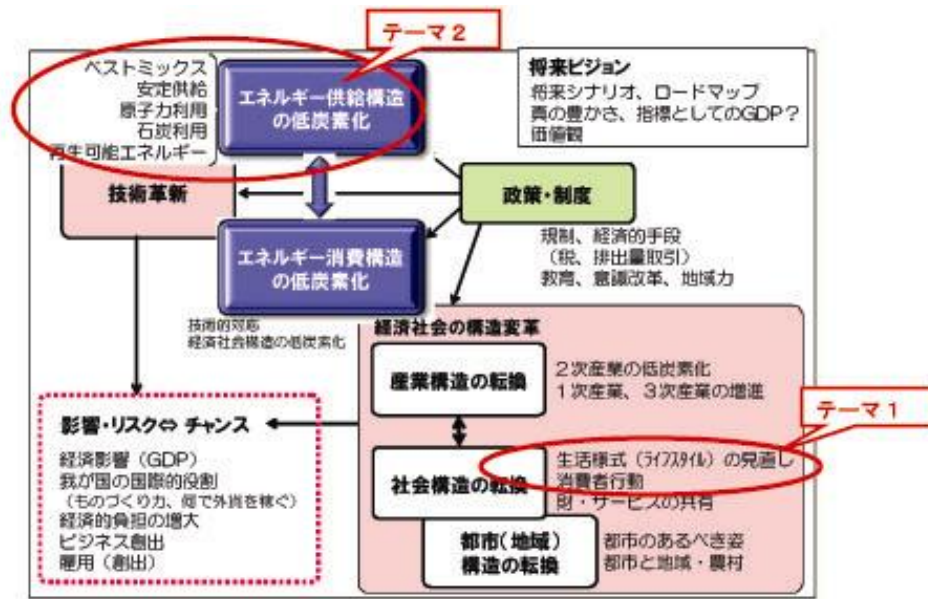 テーマ2
ベストミックス
安定供給
原子力利用
石炭利用
再生可能エネルギー
エネルギー供給構造
の低炭素化
将来ビジョン
将来シナリオ、ロードマップ
真の豊かさ、指標としてのGDP?
価値観
技術革新
政策・制度
エネルギー消費構造
の低炭素化
規制、経済的手段
(税、排出量取引)
教育、意識改革、地域力
技術的対応
経済社会構造の低炭素化
経済社会の構造変革
産業構造の転換
2次産業の低炭素化
1次産業、3次産業の増進
テーマ1
影響・リスク⇔ チャンス
経済影響(GDP)
我が国の国際的役割
(ものづくり力、何で外貨を稼ぐ)
経済的負担の増大
ビジネス創出
雇用(創出)
社会構造の転換
生活様式(ライフスタイル)の見直し
消費者行動
財・サービスの共有
都市(地域)
構造の転換
都市のあるべき姿
都市と地域・農村